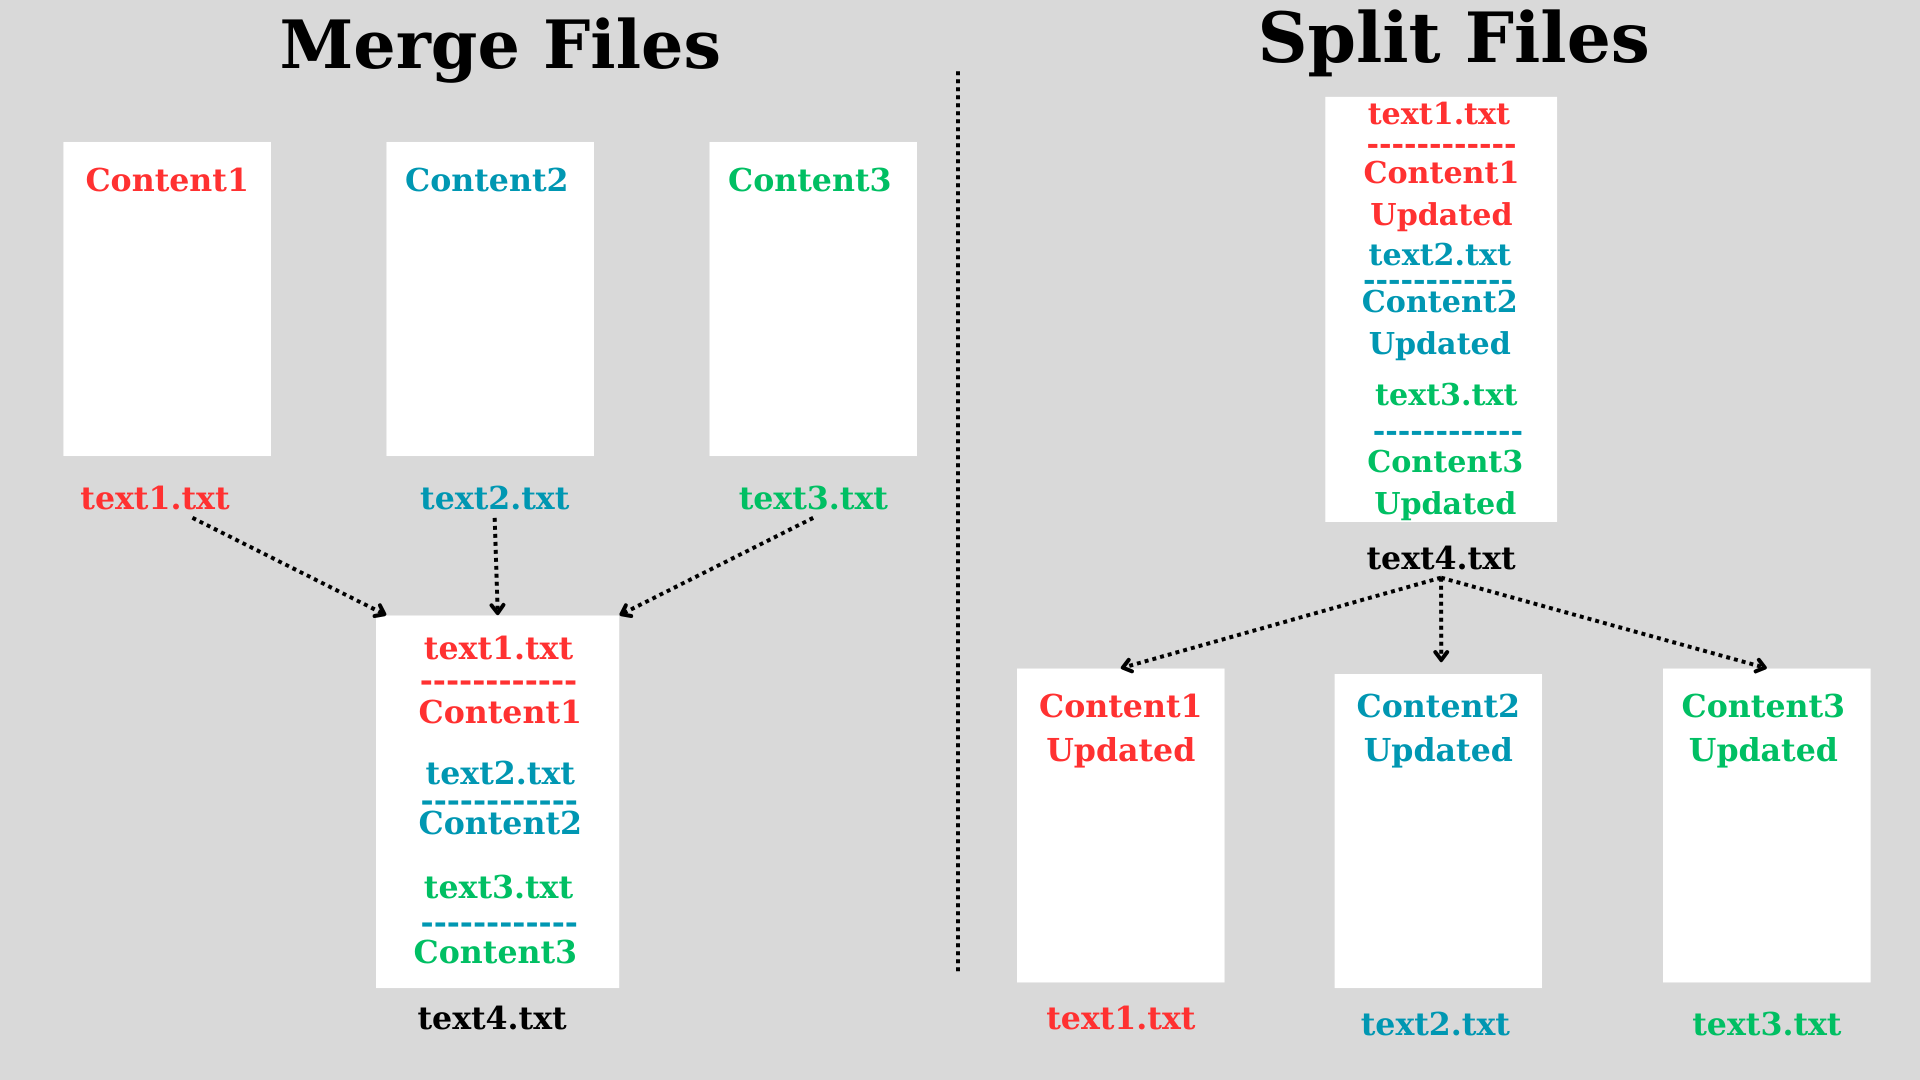 Merge Files
Content1
Content2
Content3
text1.txt
text2.txt
text3.txt
text1.txt
------------
Content1
text2.txt
------------
Content2
text3.txt
------------
Content3
text4.txt
Split Files
text1.txt
------------
Content1
Updated
text2.txt
------------
Content2
Updated
text3.txt
------------
Content3
Updated
text4.txt
Content1
Updated
Content2
Updated
Content3
Updated
text1.txt
text2.txt
text3.txt